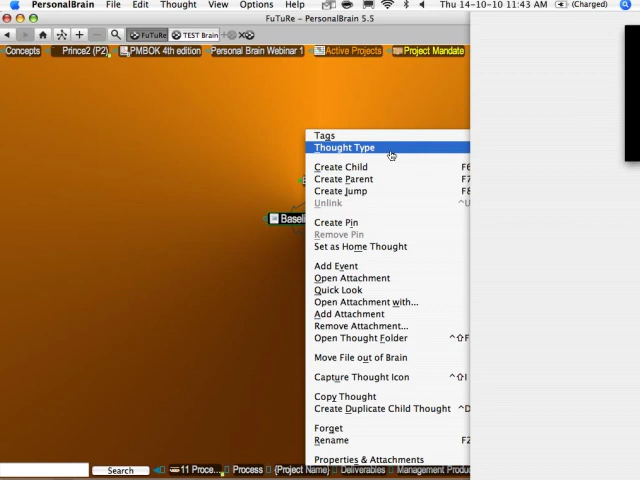 PersonalBrain File Edit Thought View Options Help Thu 14-10-10 11:43 AM (Charged)
FuTuRe - PersonalBrain 5.5
FuTuRe TEST Brain
Concepts Prince2 (P2) PMBOK 4th edition Personal Brain Webinar 1 Active Projects Project Mandate
Tags
Thought Type
Create Child F6
Create Parent F7
Create Jump F8
Unlink ^U
Create Pin
Remove Pin
Set as Home Thought
Add Event
Open Attachment
Quick Look
Open Attachment with...
Add Attachment
Remove Attachment...
Open Thought Folder ^⇧F
Move File out of Brain
Capture Thought Icon ^⇧I
Copy Thought
Create Duplicate Child Thought ^D
Forget
Rename F2
Properties & Attachments
Baseli
Search 11 Proce... Process {Project Name} Deliverables Management Produ